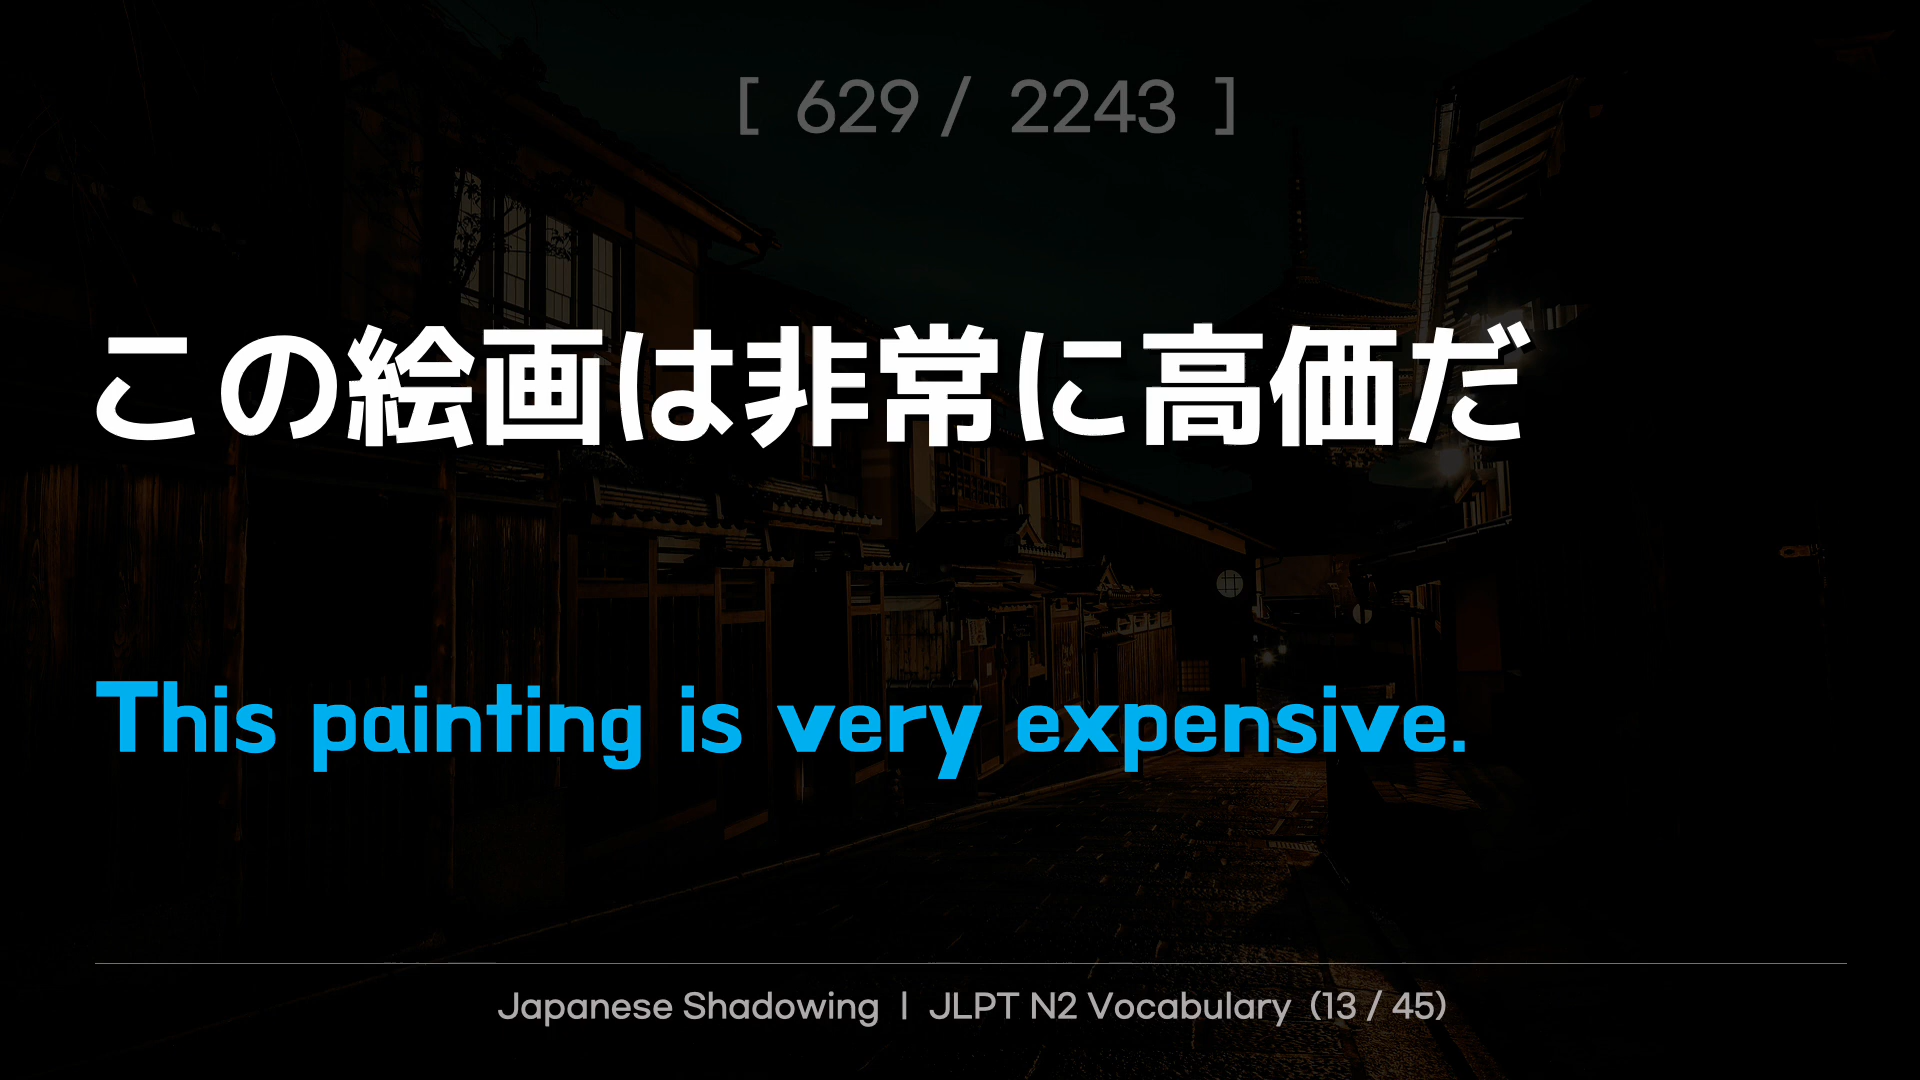 [ 629 / 2243 ]
この絵画は非常に高価だ
This painting is very expensive.
Japanese Shadowing | JLPT N2 Vocabulary (13 / 45)